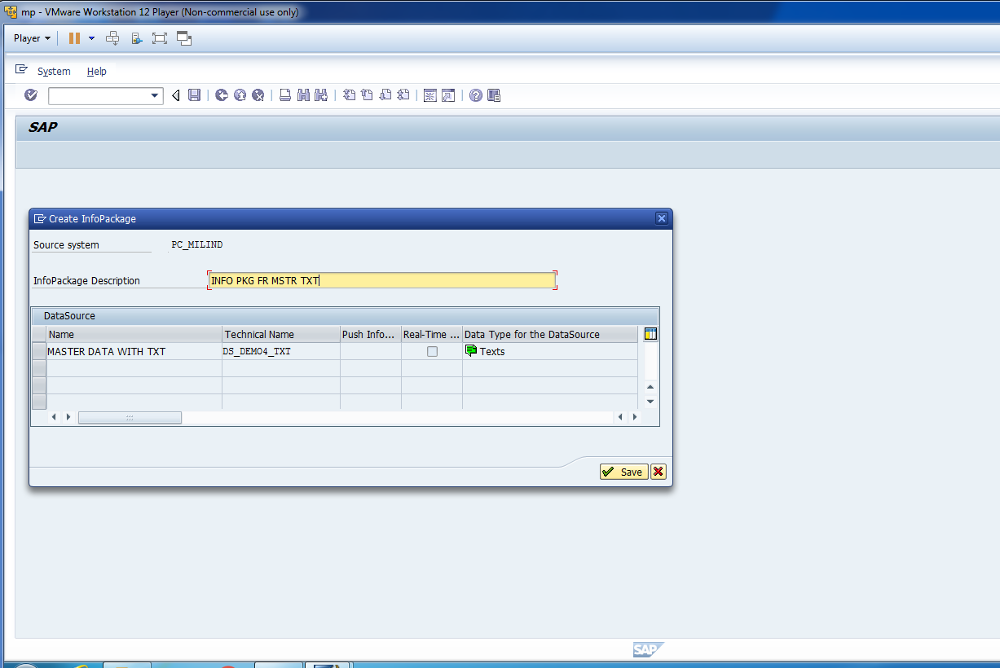 mp - VMware Workstation 12 Player (Non-commercial use only)
Player
System Help
SAP
Create InfoPackage
Source system PC_MILIND
InfoPackage Description INFO PKG FR MSTR TXT
DataSource
Name Technical Name Push Info... Real-Time ... Data Type for the DataSource
MASTER DATA WITH TXT DS_DEMO4_TXT Texts
Save
SAP